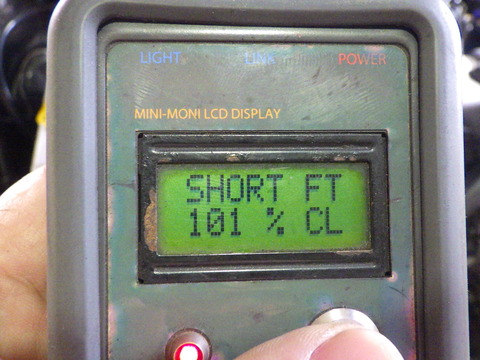 LIGHT LINK POWER
MINI-MONI LCD DISPLAY
SHORT FT
101 % CL